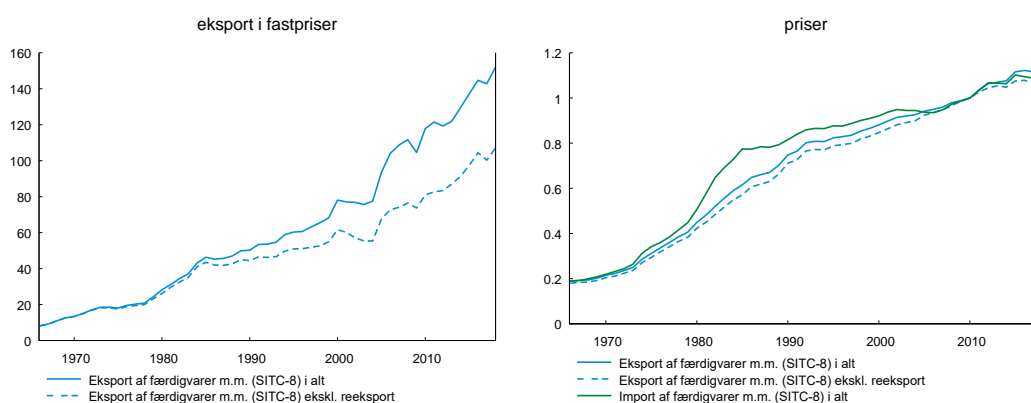 eksport i fastpriser
160
140
120
100
80
60
40
20
0
1970 1980 1990 2000 2010
Eksport af færdigvarer m.m. (SITC-8) i alt
Eksport af færdigvarer m.m. (SITC-8) ekskl. reeksport
priser
1.2
1
0.8
0.6
0.4
0.2
0
1970 1980 1990 2000 2010
Eksport af færdigvarer m.m. (SITC-8) i alt
Eksport af færdigvarer m.m. (SITC-8) ekskl. reeksport
Import af færdigvarer m.m. (SITC-8) i alt